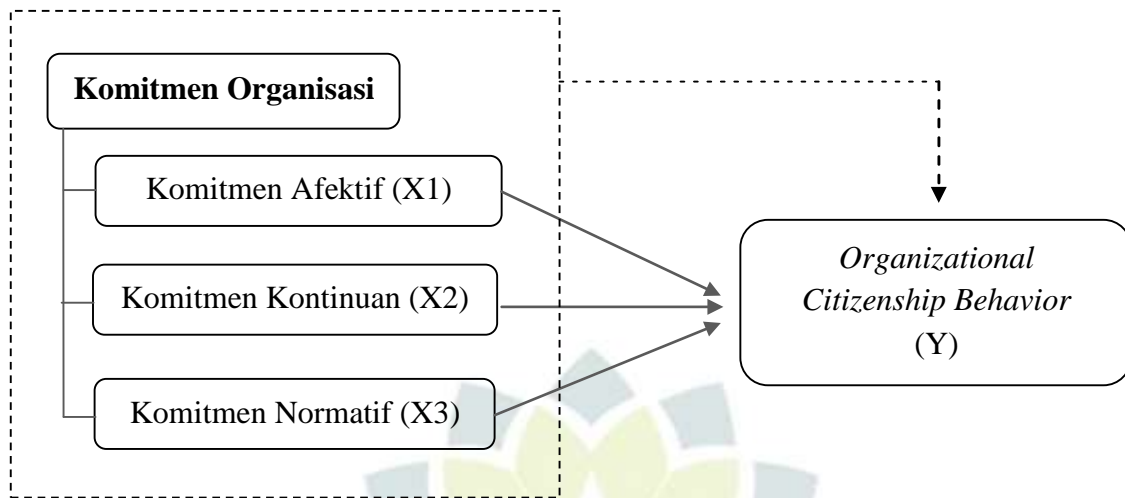 Komitmen Organisasi
Komitmen Afektif (X1)
Komitmen Kontinuan (X2)
Komitmen Normatif (X3)
Organizational
Citizenship Behavior
(Y)